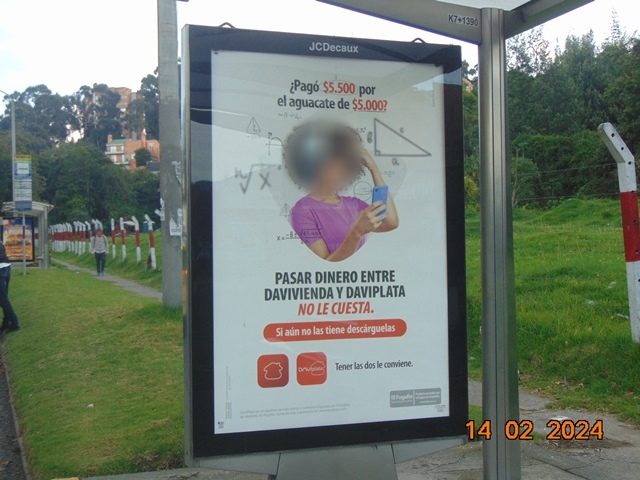 K7+1390
JCDecaux
¿Pagó $5.500 por
el aguacate de $5.000?
c
a
n√x
PASAR DINERO ENTRE
DAVIVIENDA Y DAVIPLATA
NO LE CUESTA.
Si aún no las tiene descárguelas
DaviPlata
Tener las dos le conviene.
14 02 2024